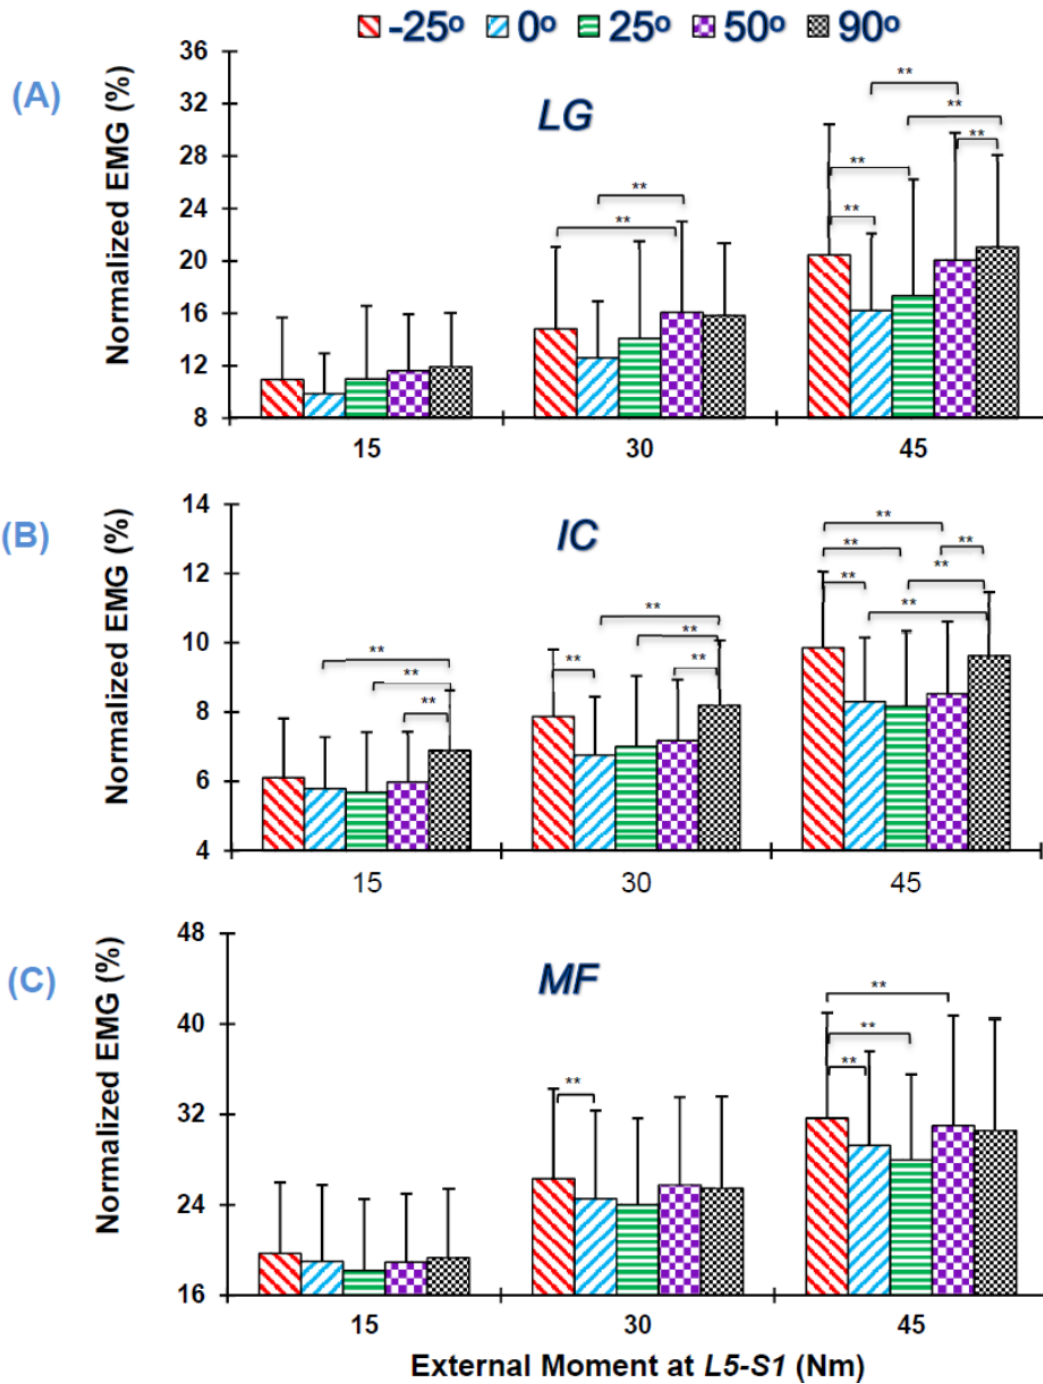 -25º 0º 25º 50º 90º
(A)
Normalized EMG (%)
LG
36
32
28
24
20
16
12
8
** ** ** ** ** ** **
15 30 45
(B)
Normalized EMG (%)
IC
14
12
10
8
6
4
** ** ** ** ** ** ** ** ** ** ** ** **
15 30 45
(C)
Normalized EMG (%)
MF
48
40
32
24
16
** ** ** **
15 30 45
External Moment at L5-S1 (Nm)